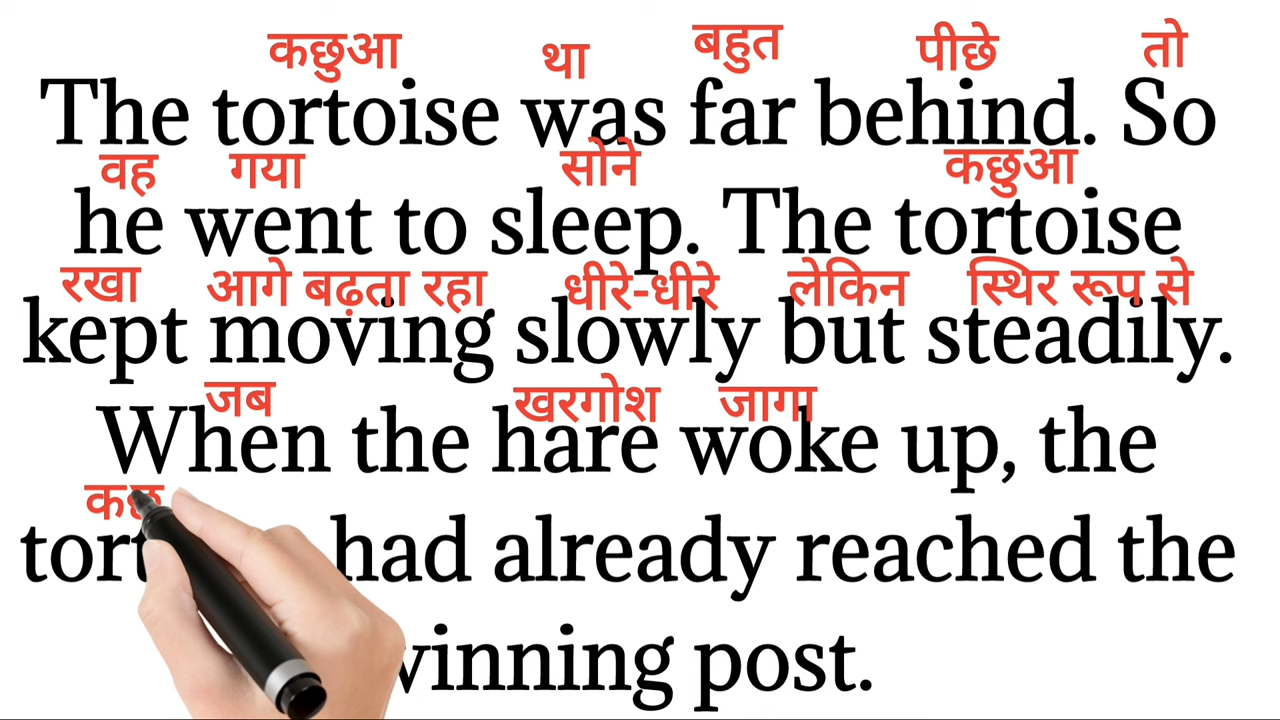 कछुआ था बहुत पीछे तो
The tortoise was far behind. So
वह गया सोने कछुआ
he went to sleep. The tortoise
रखा आगे बढ़ता रहा धीरे-धीरे लेकिन स्थिर रूप से
kept moving slowly but steadily.
जब खरगोश जागा
When the hare woke up, the
had already reached the
post.